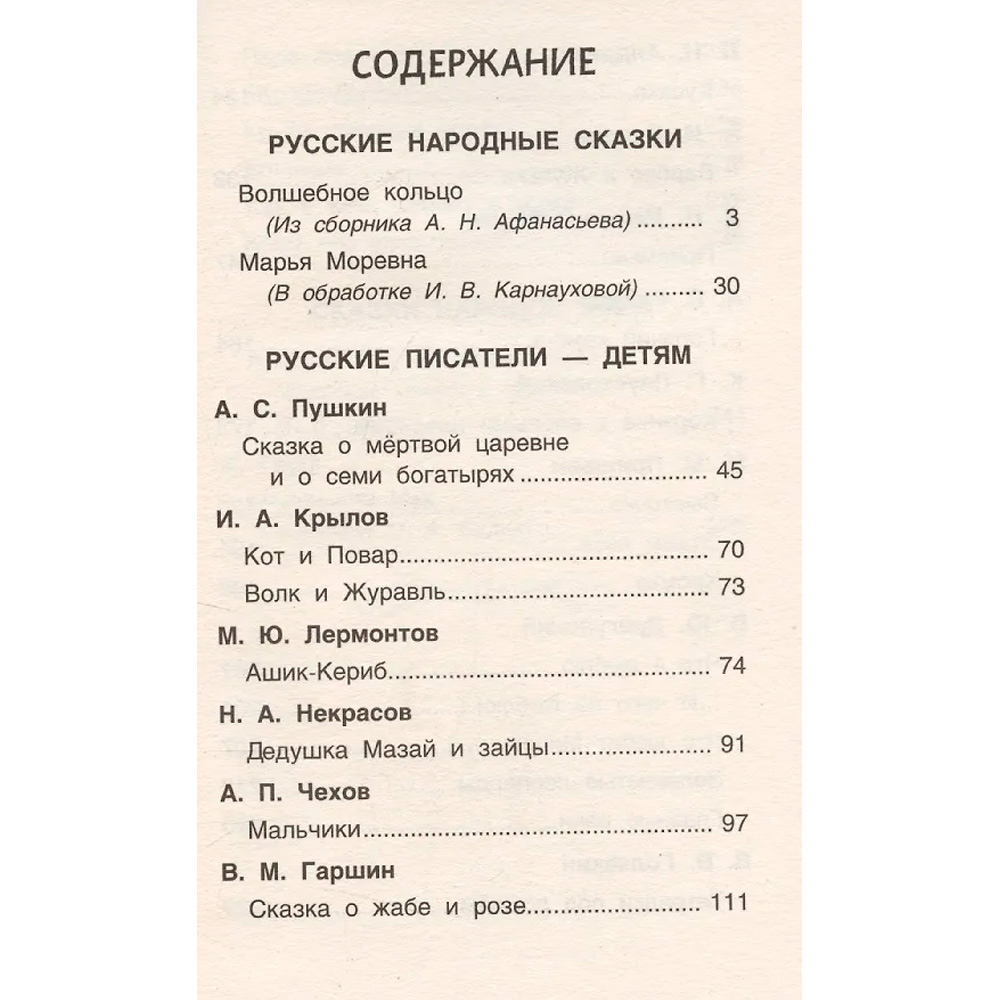 СОДЕРЖАНИЕ
РУССКИЕ НАРОДНЫЕ СКАЗКИ
Волшебное кольцо
(Из сборника А. Н. Афанасьева) .......... 3
Марья Моревна
(В обработке И. В. Карнауховой) ......... 30
РУССКИЕ ПИСАТЕЛИ — ДЕТЯМ
А. С. Пушкин
Сказка о мёртвой царевне
и о семи богатырях ............................ 45
И. А. Крылов
Кот и Повар........................................ 70
Волк и Журавль.................................. 73
М. Ю. Лермонтов
Ашик-Кериб......................................... 74
Н. А. Некрасов
Дедушка Мазай и зайцы..................... 91
А. П. Чехов
Мальчики............................................ 97
В. М. Гаршин
Сказка о жабе и розе....................... 111